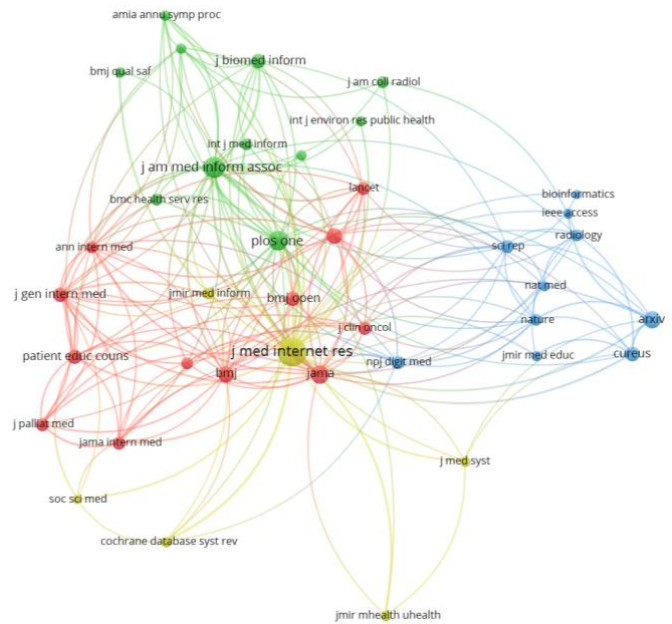 amia annu symp proc
j biomed inform
bmj qual saf
j am coll radiol
int j environ res public health
int j med inform
j am med inform assoc
lancet
bioinformatics
bmc health serv res
ieee access
radiology
plos one
sci rep
ann intern med
nat med
jmir med inform
j gen intern med
bmj open
nature
arxiv
j clin oncol
j med internet res
cureus
patient educ couns
npj digit med
jmir med educ
bmj
jama
j palliat med
jama intern med
j med syst
soc sci med
cochrane database syst rev
jmir mhealth uhealth